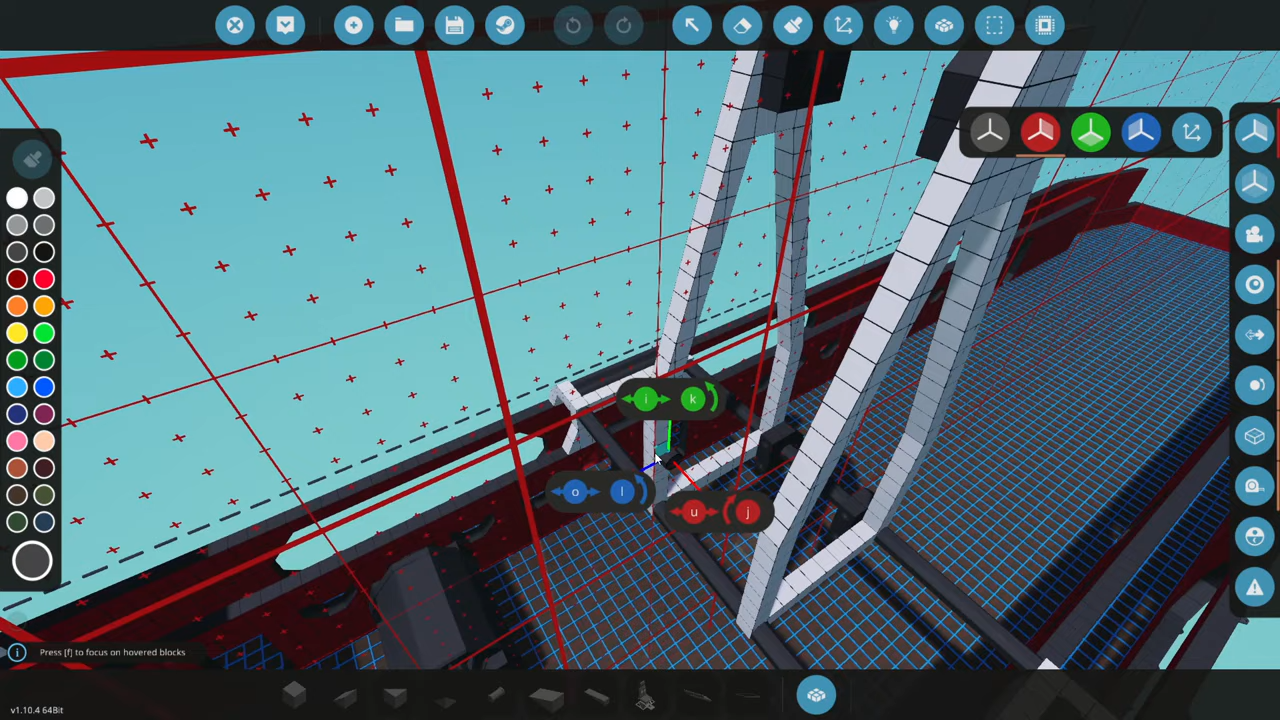 i k
o l
u j
Press [f] to focus on hovered blocks
v1.10.4 64Bit